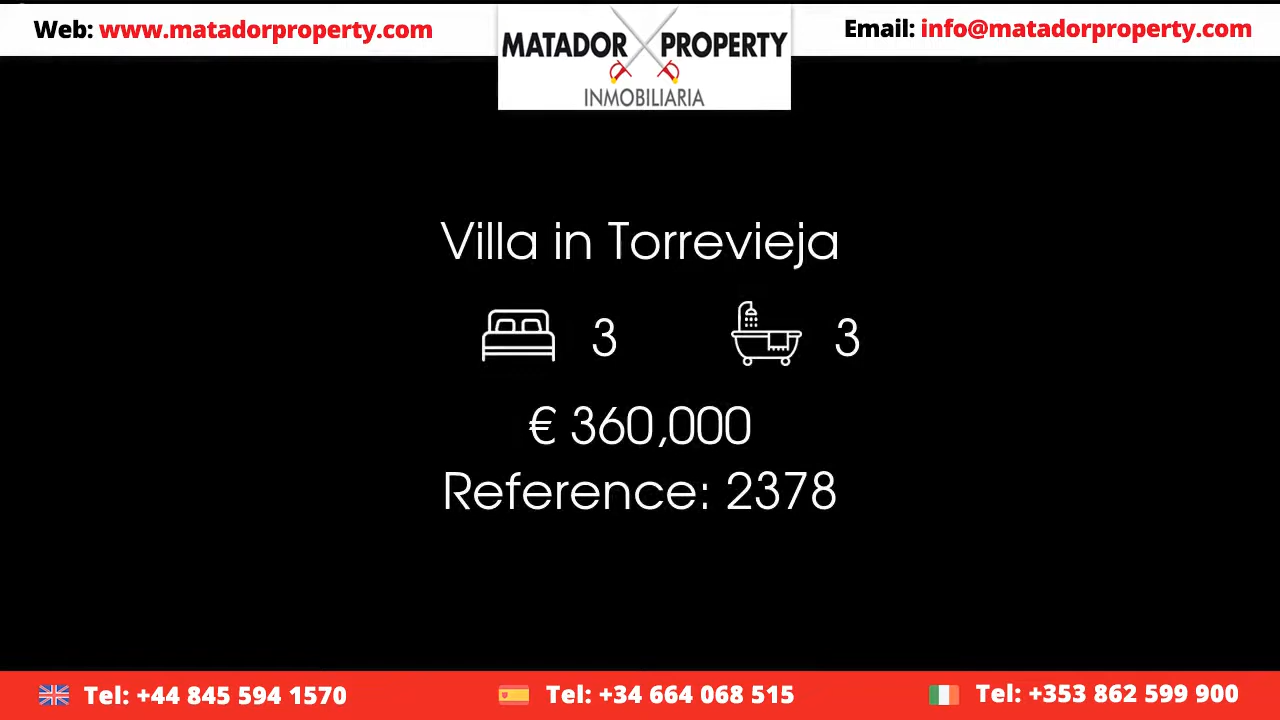 Web: www.matadorproperty.com
MATADOR PROPERTY
INMOBILIARIA
Email: info@matadorproperty.com
Villa in Torrevieja
3 3
€ 360,000
Reference: 2378
Tel: +44 845 594 1570
Tel: +34 664 068 515
Tel: +353 862 599 900